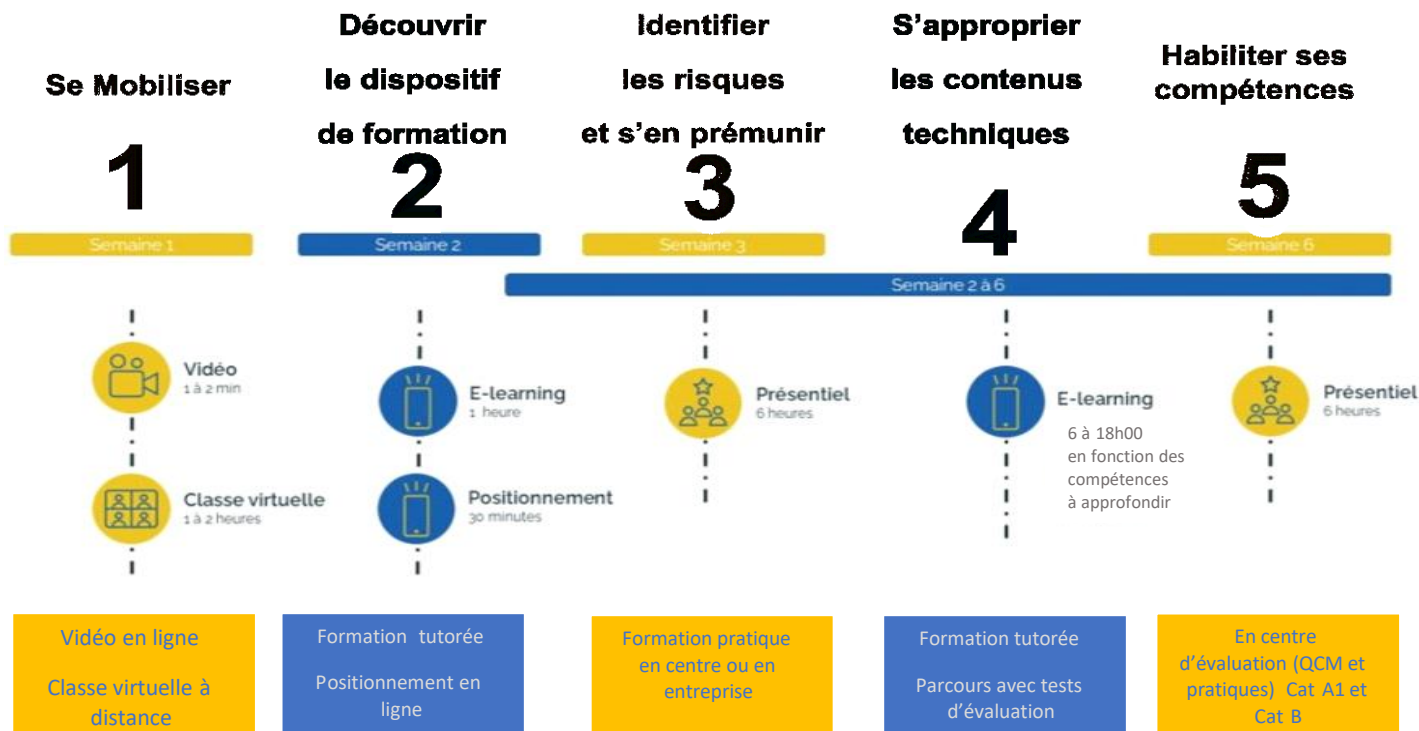 Se Mobiliser
1
Semaine 1
Vidéo
1 à 2 min
Classe virtuelle
1 à 2 heures
Vidéo en ligne
Classe virtuelle à
distance
Découvrir
le dispositif
de formation
2
Semaine 2
E-learning
1 heure
Positionnement
30 minutes
Formation tutorée
Positionnement en
ligne
Identifier
les risques
et s’en prémunir
3
Semaine 3
Présentiel
6 heures
Formation pratique
en centre ou en
entreprise
S’approprier
les contenus
techniques
4
Semaine 2 à 6
E-learning
6 à 18h00
en fonction des
compétences
à approfondir
Formation tutorée
Parcours avec tests
d’évaluation
Habiliter ses
compétences
5
Semaine 6
Présentiel
6 heures
En centre
d’évaluation (QCM et
pratiques) Cat A1 et
Cat B